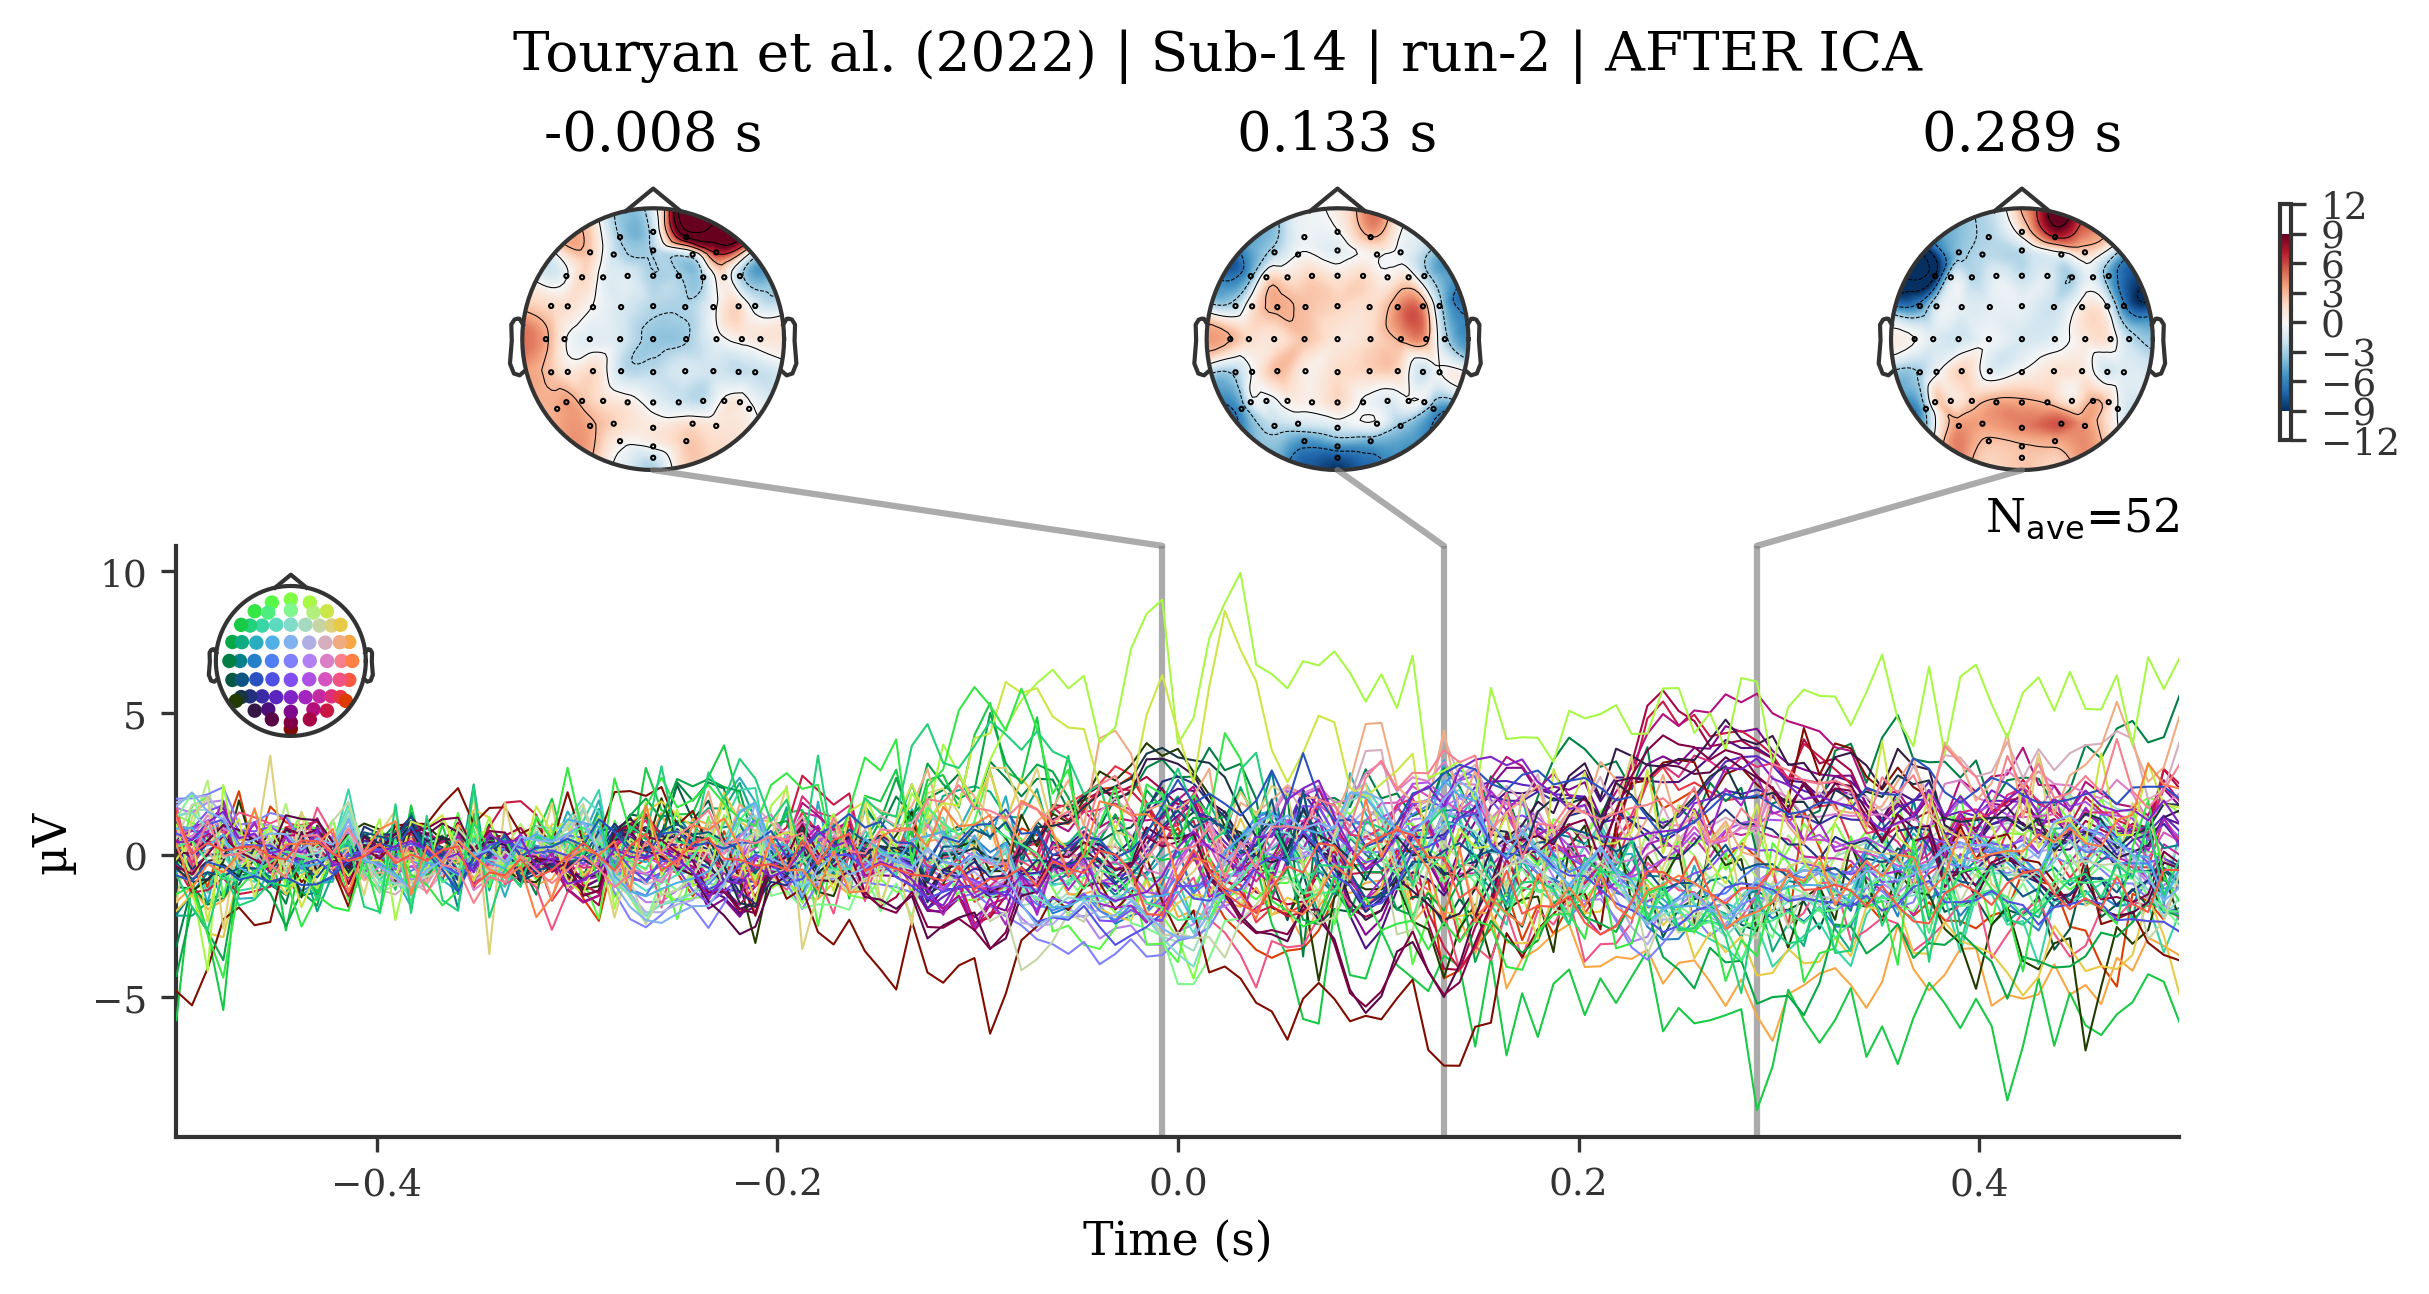 Touryan et al. (2022) | Sub-14 | run-2 | AFTER ICA
-0.008 s
0.133 s
0.289 s
12
9
6
3
0
−3
−6
−9
−12
Nave=52
10
5
0
−5
µV
−0.4
−0.2
0.0
0.2
0.4
Time (s)